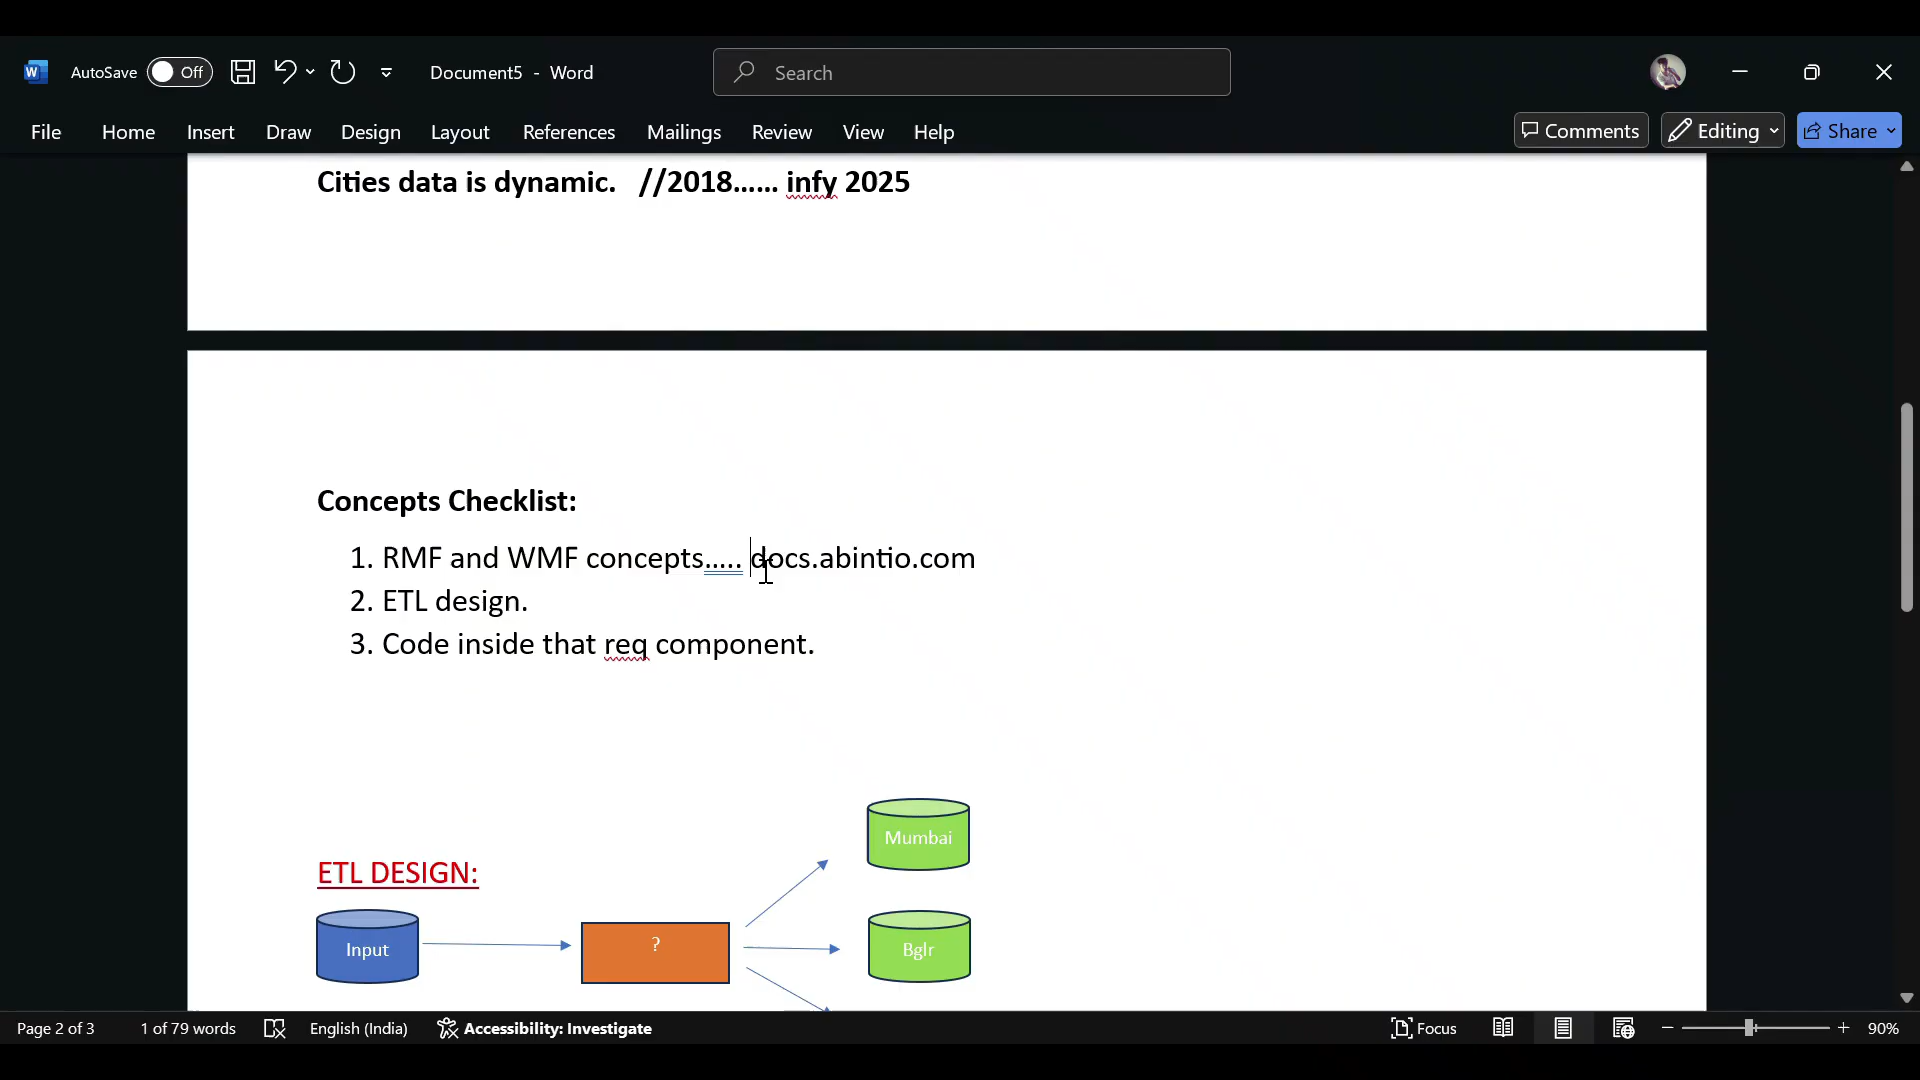 AutoSave Off Document5 - Word Search
File Home Insert Draw Design Layout References Mailings Review View Help Comments Editing Share
Cities data is dynamic. //2018...... infy 2025
Concepts Checklist:
1. RMF and WMF concepts..... docs.abintio.com
2. ETL design.
3. Code inside that req component.
Mumbai
ETL DESIGN:
Input
?
Bglr
Page 2 of 3 1 of 79 words English (India) Accessibility: Investigate Focus 90%